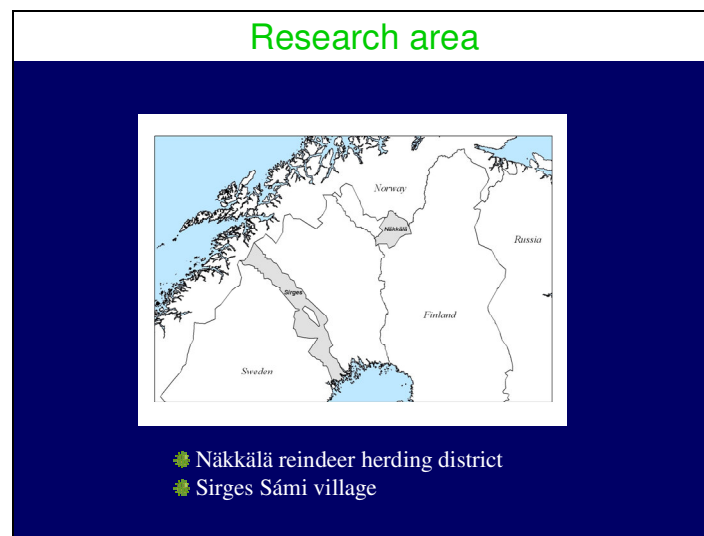 Research area
Norway
Näkkälä
Russia
Sirges
Finland
Sweden
Näkkälä reindeer herding district
Sirges Sámi village